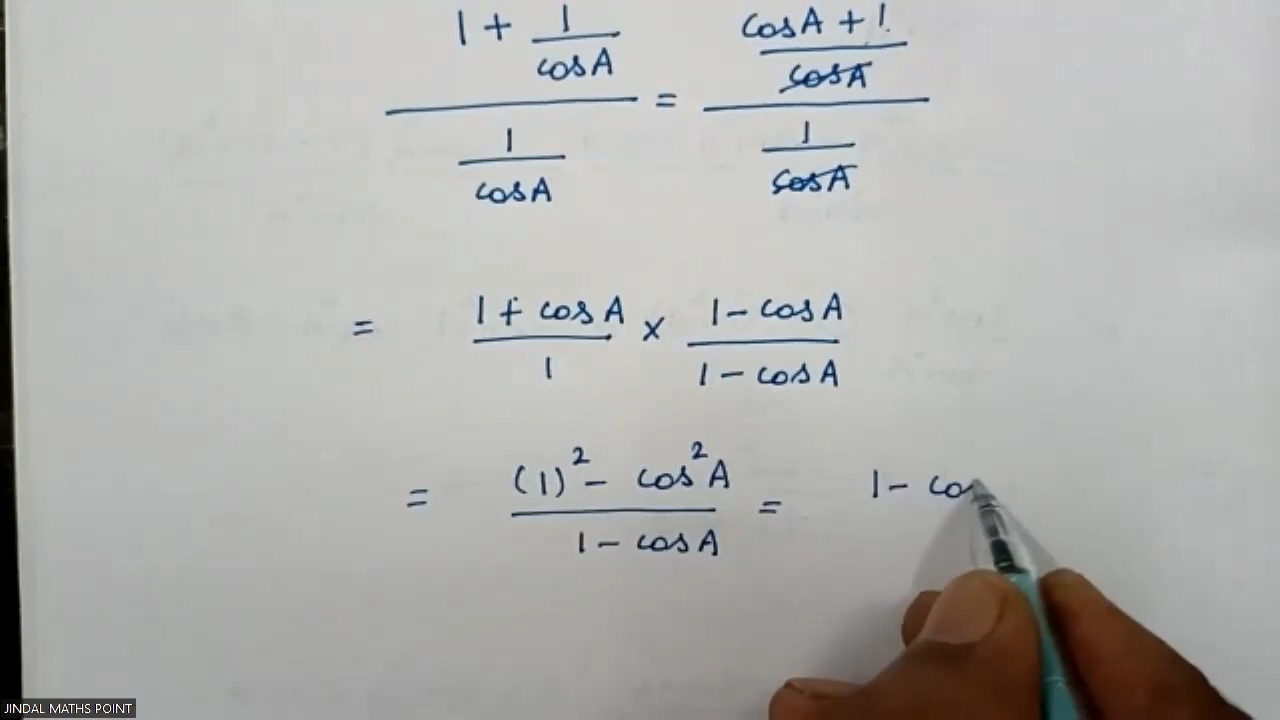 1 + 1/cosA / 1/cosA = cosA + 1/cosA / 1/cosA
= 1 + cosA/1 × 1 - cosA/1 - cosA
= (1)² - cos²A/1 - cosA = 1 - cos
JINDAL MATHS POINT